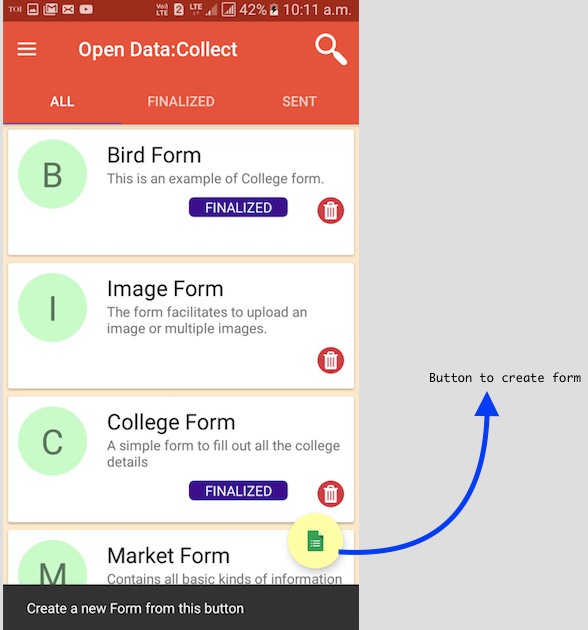 TOI Vo)) LTE 2 LTE 42% 10:11 a.m.
Open Data:Collect
ALL FINALIZED SENT
B
Bird Form
This is an example of College form.
FINALIZED
I
Image Form
The form facilitates to upload an
image or multiple images.
Button to create form
C
College Form
A simple form to fill out all the college
details
FINALIZED
M
Market Form
Contains all basic kinds of information
Create a new Form from this button